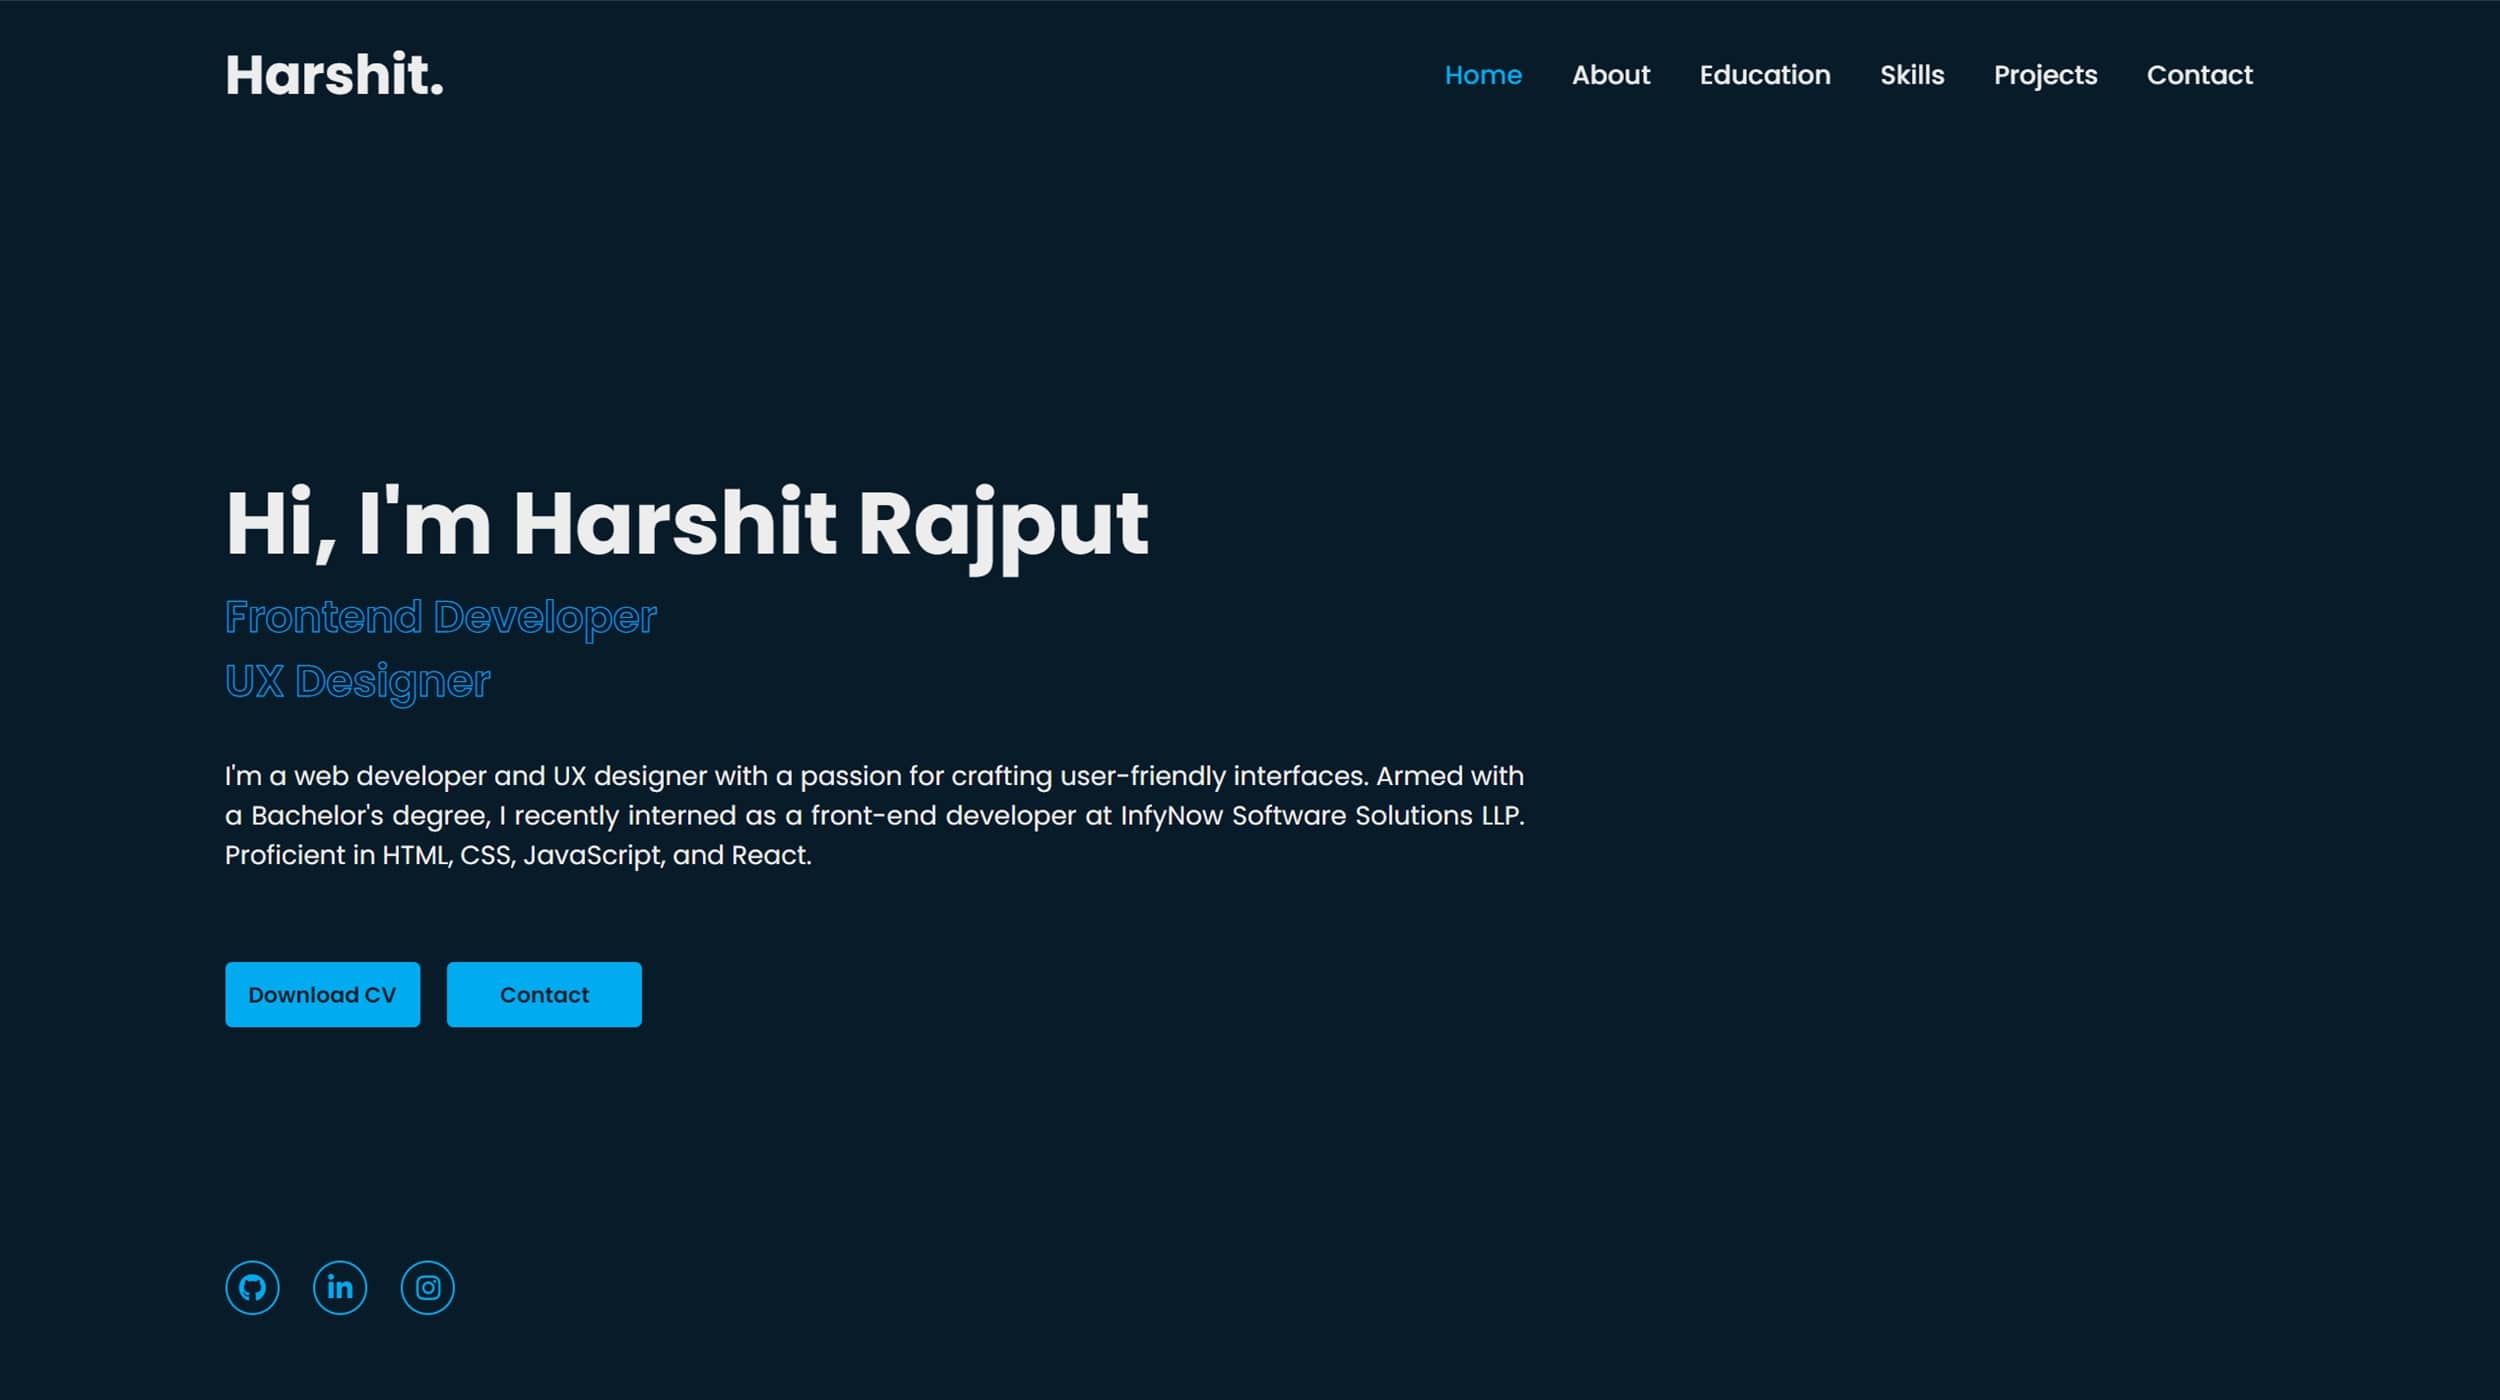 Harshit.
Home About Education Skills Projects Contact
Hi, I'm Harshit Rajput
Frontend Developer
UX Designer
I'm a web developer and UX designer with a passion for crafting user-friendly interfaces. Armed with
a Bachelor's degree, I recently interned as a front-end developer at InfyNow Software Solutions LLP.
Proficient in HTML, CSS, JavaScript, and React.
Download CV Contact
in